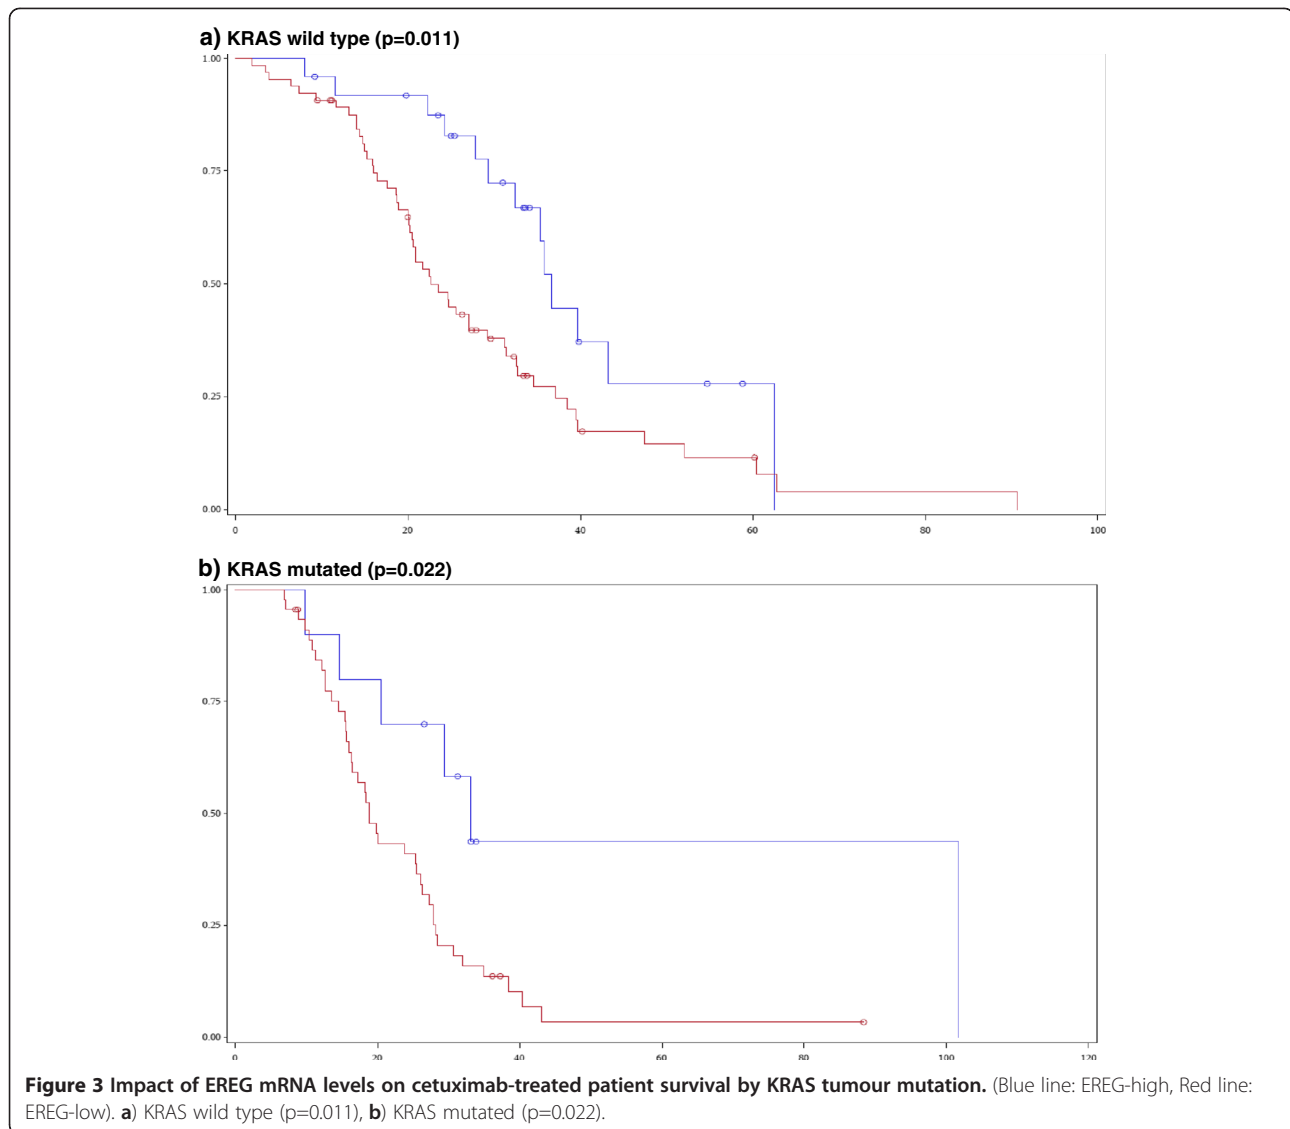 a) KRAS wild type (p=0.011)
1.00
0.75
0.50
0.25
0.00
0 20 40 60 80 100
b) KRAS mutated (p=0.022)
1.00
0.75
0.50
0.25
0.00
0 20 40 60 80 100 120
Figure 3 Impact of EREG mRNA levels on cetuximab-treated patient survival by KRAS tumour mutation. (Blue line: EREG-high, Red line:
EREG-low). a) KRAS wild type (p=0.011), b) KRAS mutated (p=0.022).